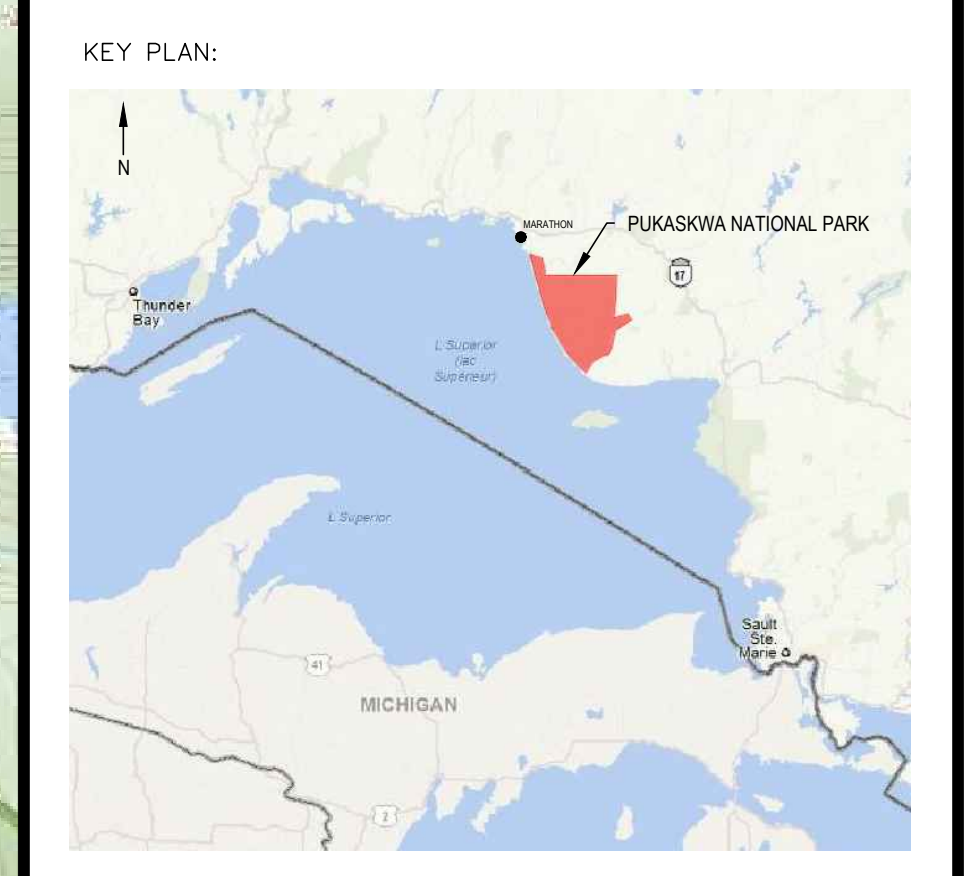 KEY PLAN:
N
MARATHON
PUKASKWA NATIONAL PARK
17
Thunder
Bay
L Superior
(lac
Supérieur)
L Superior
Sault
Ste.
Marie
41
MICHIGAN
2